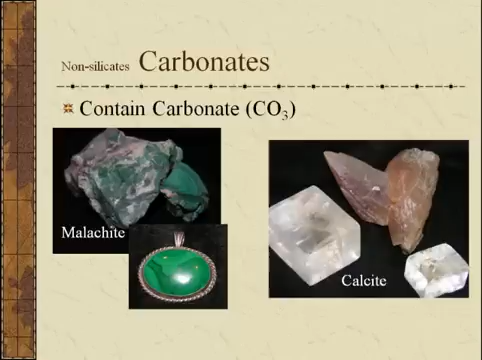 Non-silicates Carbonates
Contain Carbonate (CO₃)
Malachite
Calcite